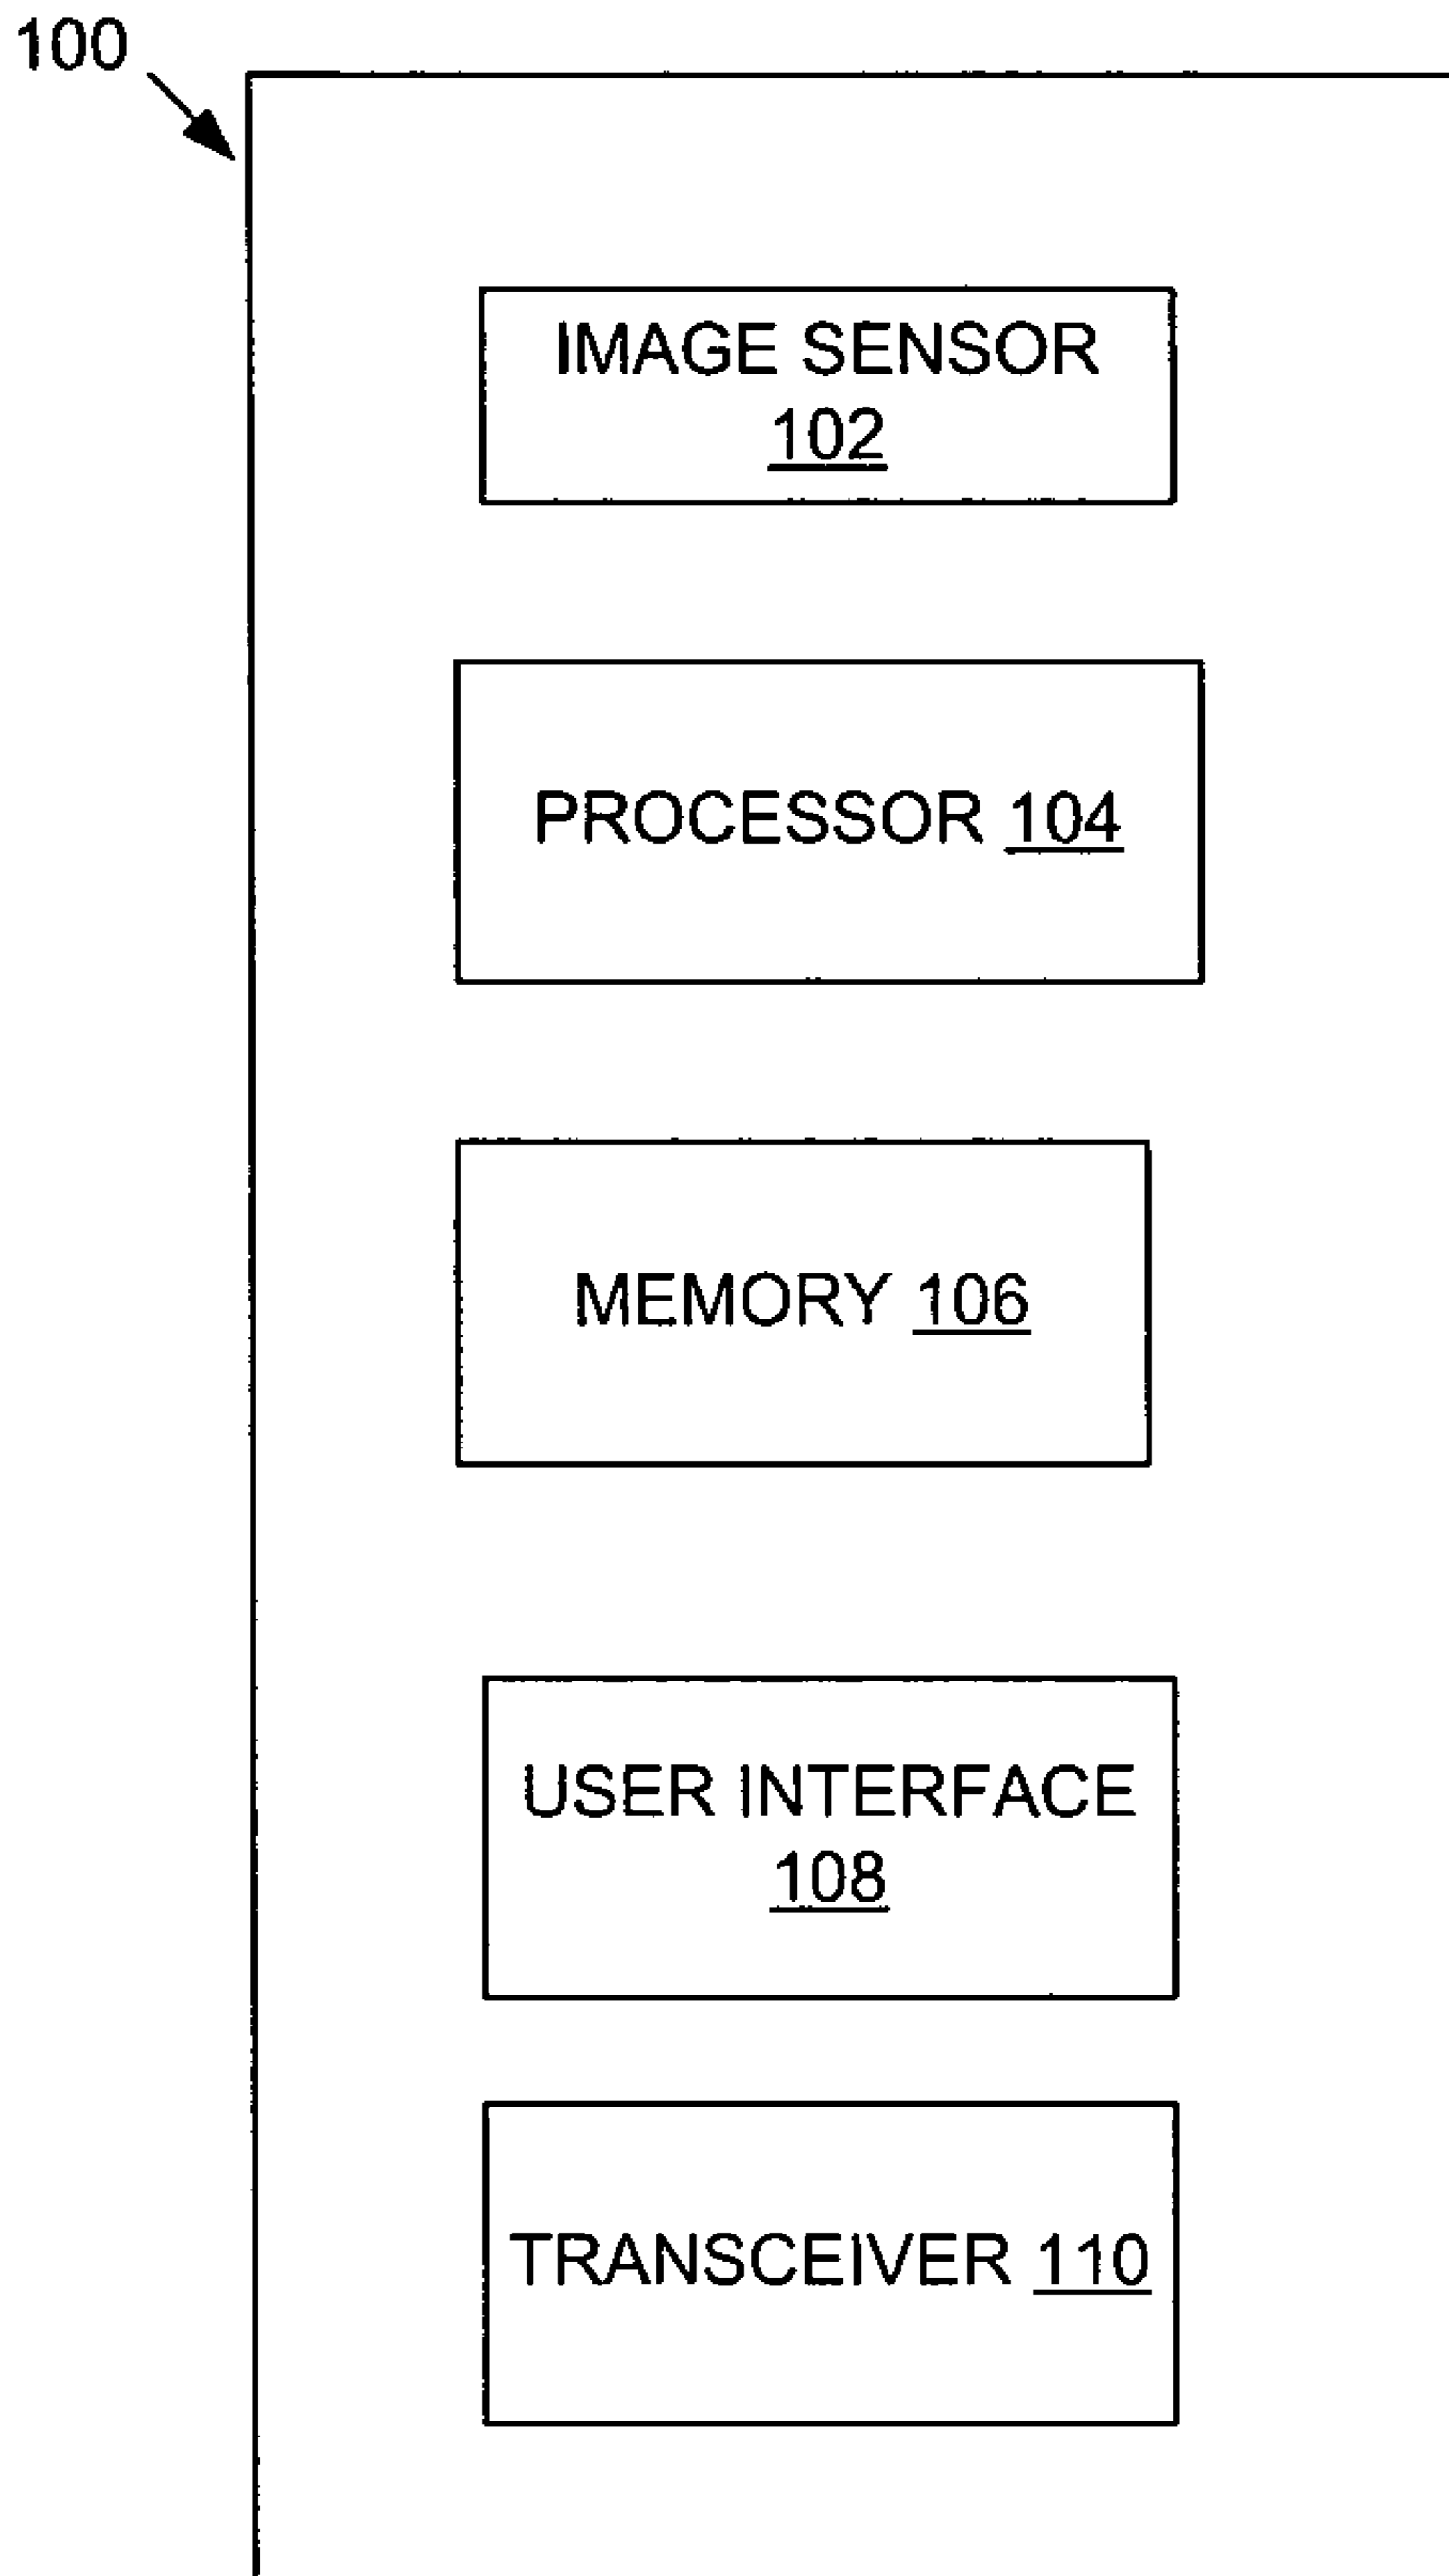 100
IMAGE SENSOR
102
PROCESSOR 104
MEMORY 106
USER INTERFACE
108
TRANSCEIVER 110